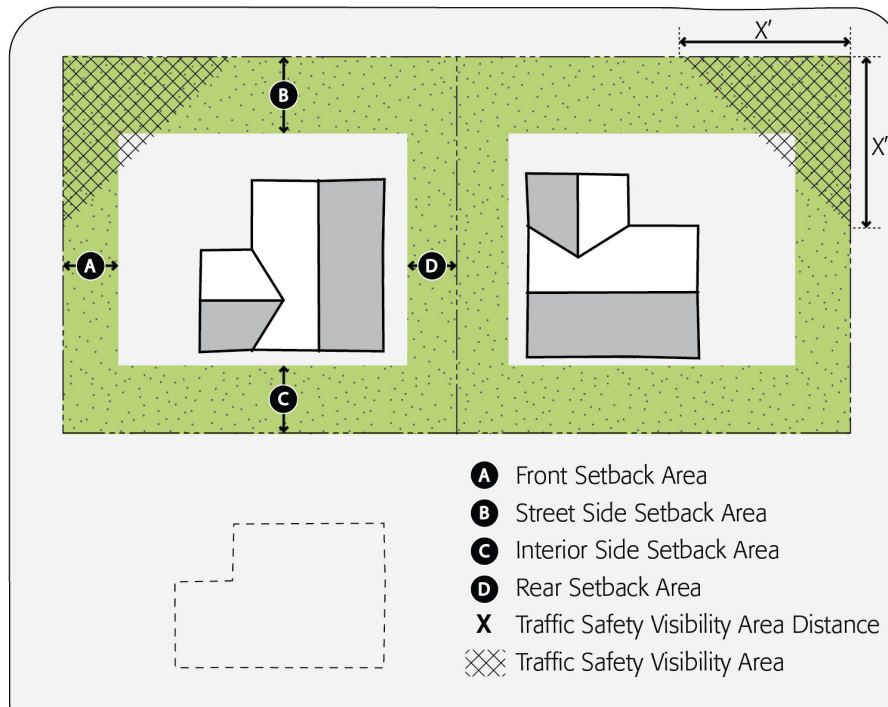 X'
B
X'
A
D
C
A Front Setback Area
B Street Side Setback Area
C Interior Side Setback Area
D Rear Setback Area
X Traffic Safety Visibility Area Distance
Traffic Safety Visibility Area